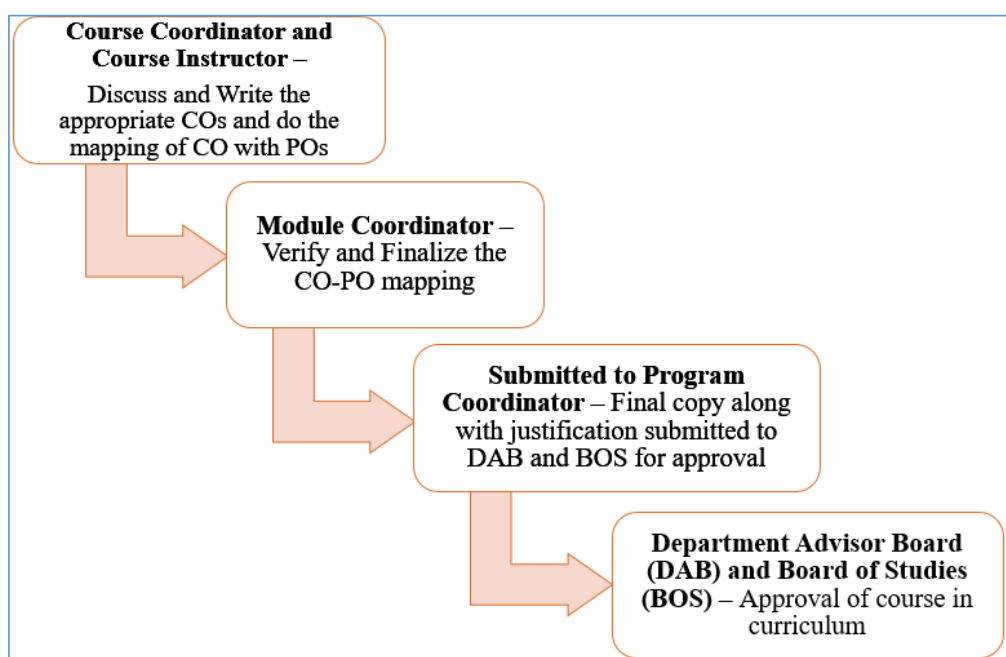 Course Coordinator and
Course Instructor –
Discuss and Write the
appropriate COs and do the
mapping of CO with POs
Module Coordinator –
Verify and Finalize the
CO-PO mapping
Submitted to Program
Coordinator – Final copy along
with justification submitted to
DAB and BOS for approval
Department Advisor Board
(DAB) and Board of Studies
(BOS) – Approval of course in
curriculum